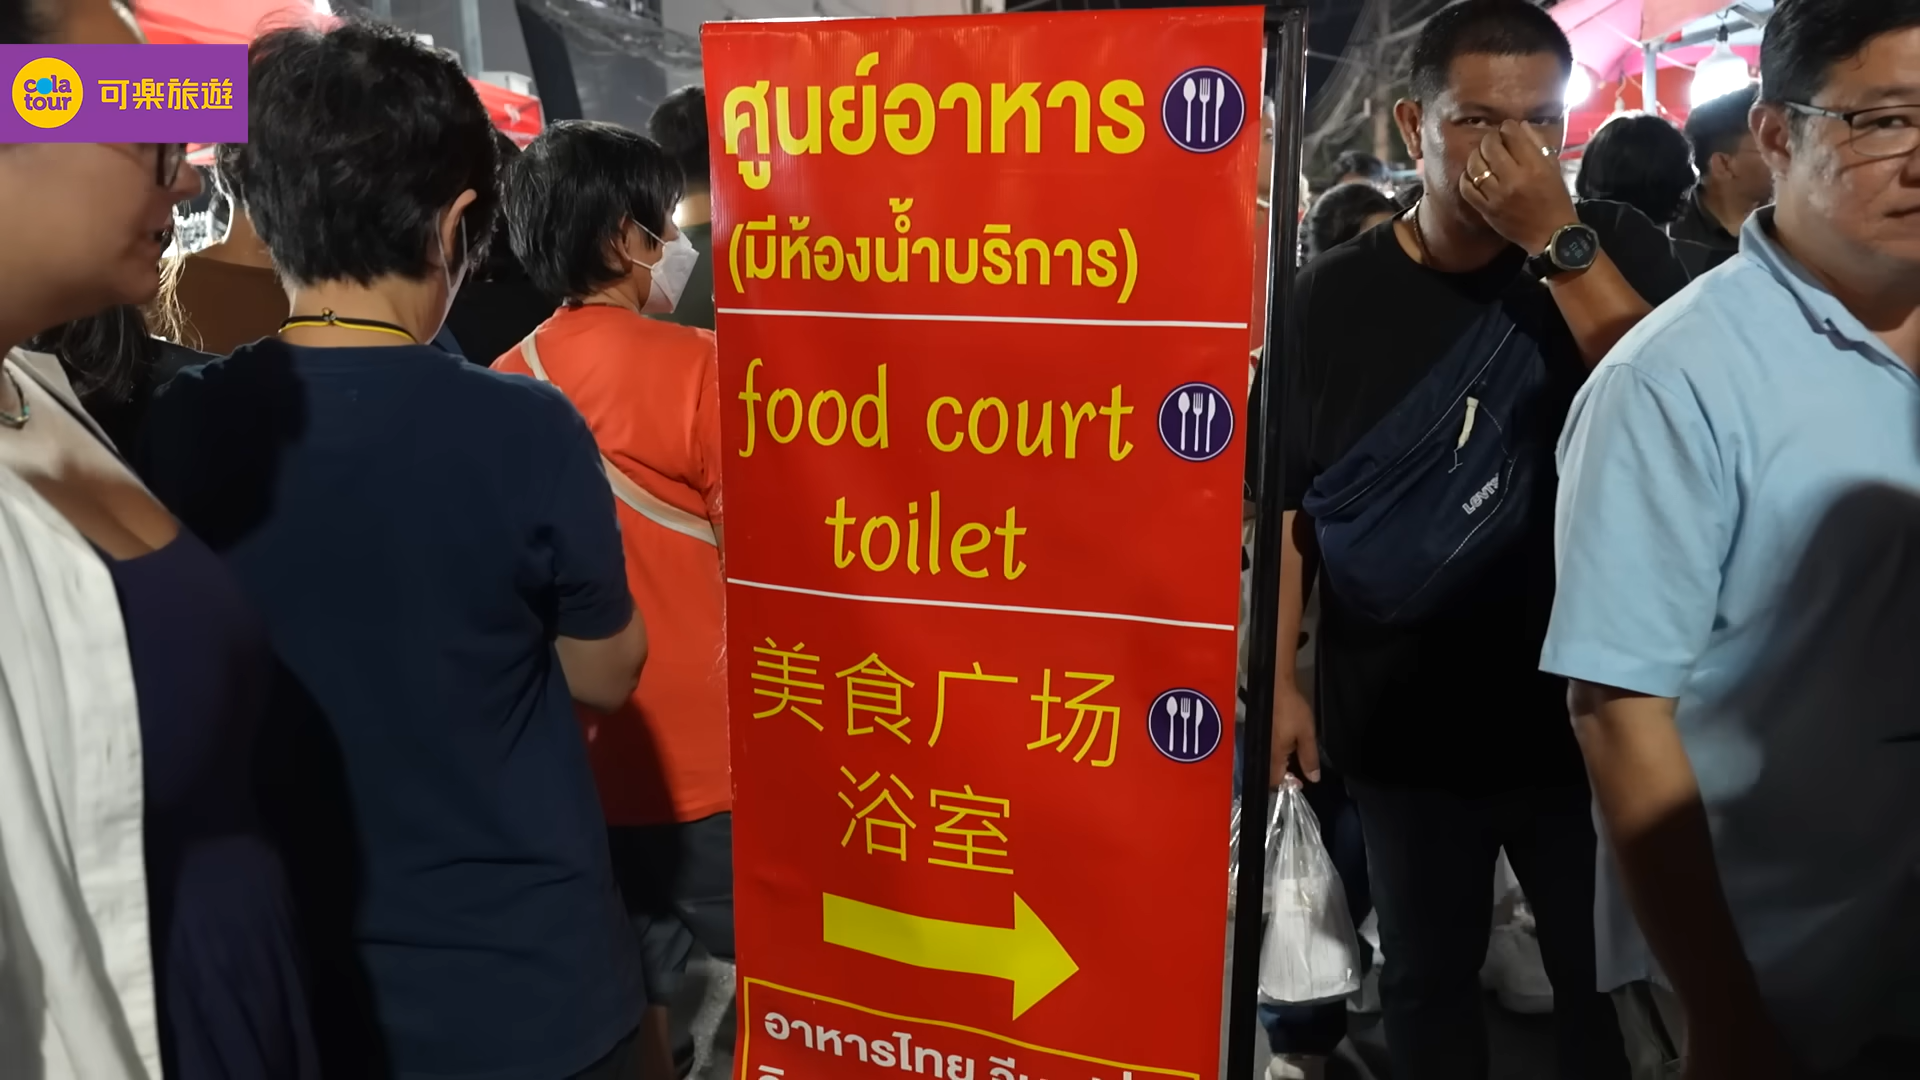 cola
tour
可樂旅遊
ศูนย์อาหาร
(มีห้องน้ำบริการ)
food court
toilet
美食广场
浴室
อาหารไทย
LEVI'S